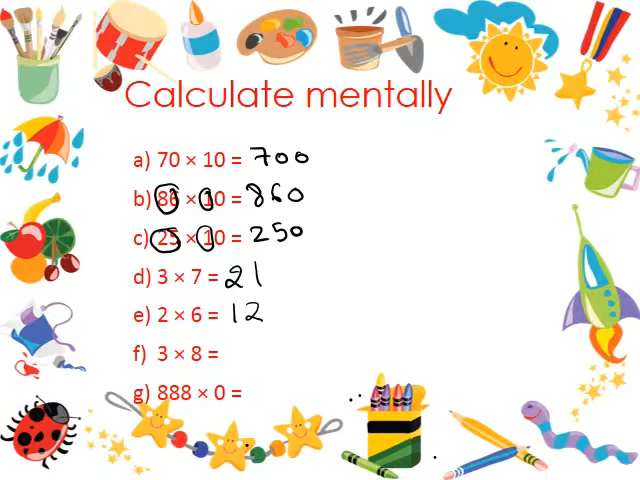 Calculate mentally
a) 70 × 10 = 700
b) 86 × 10 = 860
c) 25 × 10 = 250
d) 3 × 7 = 21
e) 2 × 6 = 12
f) 3 × 8 =
g) 888 × 0 =